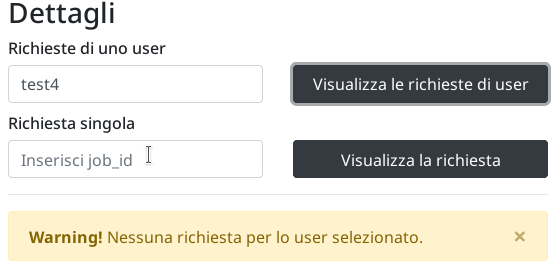 Dettagli
Richieste di uno user
test4
Visualizza le richieste di user
Richiesta singola
Inserisci job_id
Visualizza la richiesta
Warning! Nessuna richiesta per lo user selezionato. ×